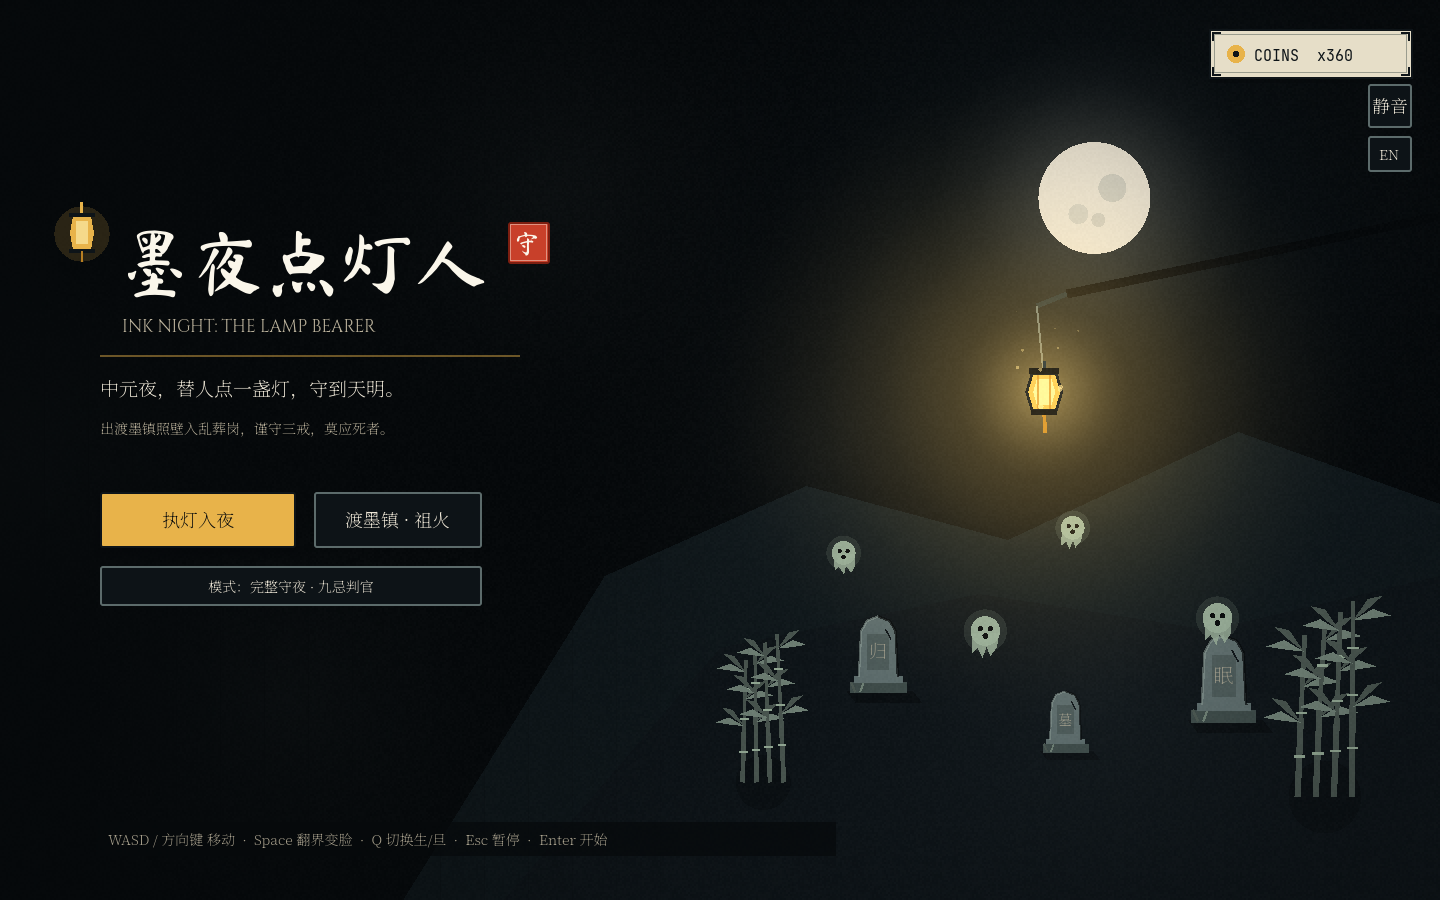 COINS x360
静音
EN
墨夜点灯人
守
INK NIGHT: THE LAMP BEARER
中元夜，替人点一盏灯，守到天明。
出渡墨镇照壁入乱葬岗，谨守三戒，莫应死者。
执灯入夜
渡墨镇 · 祖火
模式：完整守夜 · 九忌判官
归
眠
墓
WASD / 方向键 移动 · Space 翻界变脸 · Q 切换生/旦 · Esc 暂停 · Enter 开始